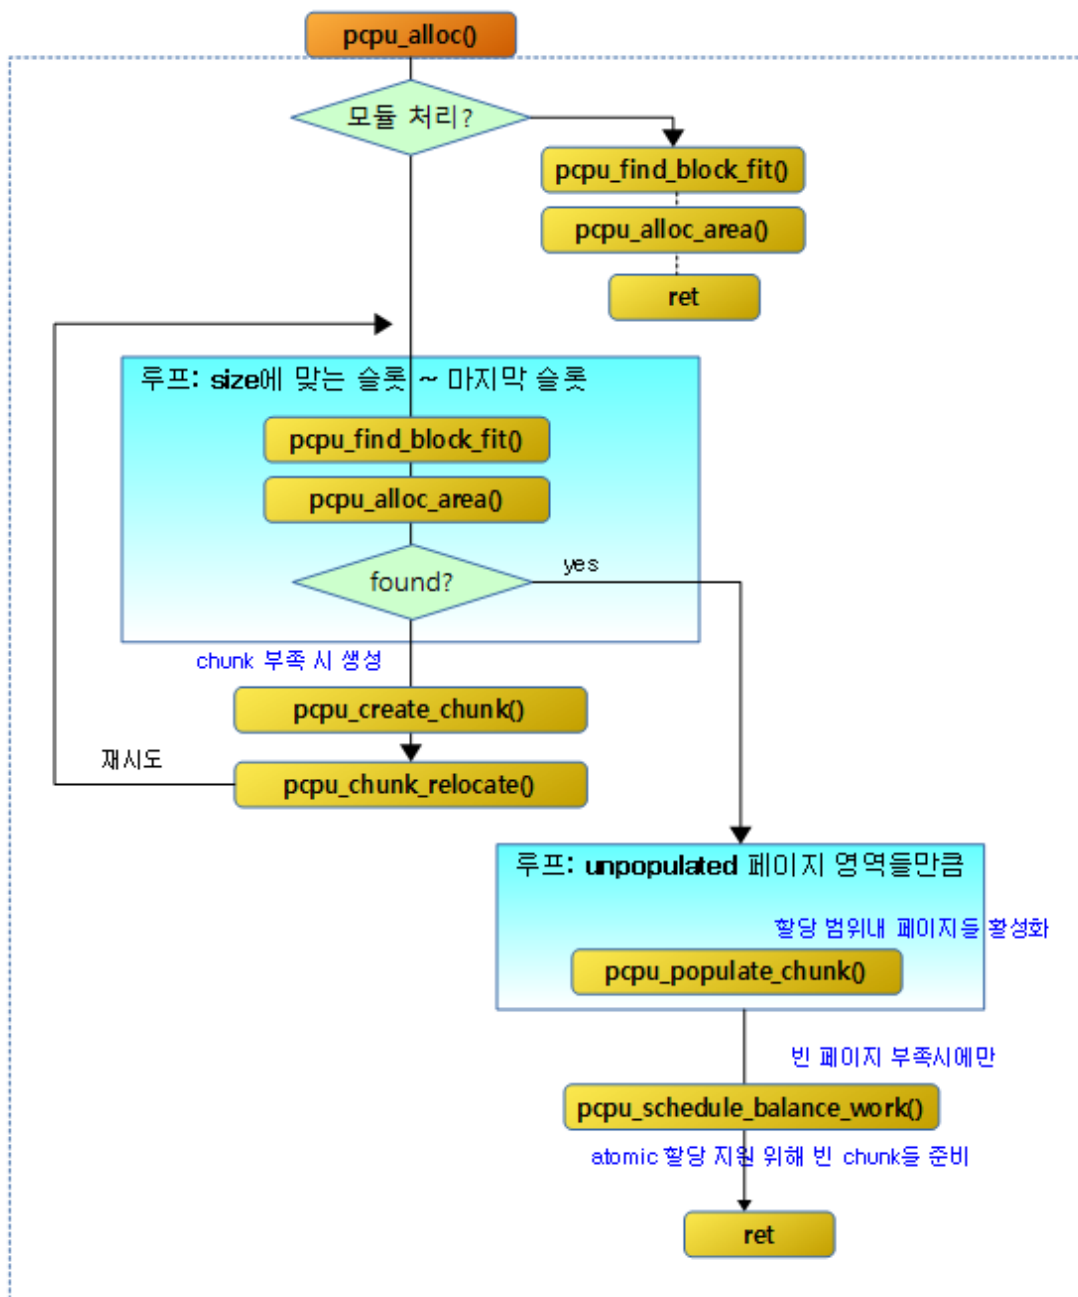 pcpu_alloc()
모듈 처리?
pcpu_find_block_fit()
pcpu_alloc_area()
ret
루프: size에 맞는 슬롯 ~ 마지막 슬롯
pcpu_find_block_fit()
pcpu_alloc_area()
found?
yes
chunk 부족 시 생성
pcpu_create_chunk()
재시도
pcpu_chunk_relocate()
루프: unpopulated 페이지 영역들만큼
할당 범위내 페이지들 활성화
pcpu_populate_chunk()
빈 페이지 부족시에만
pcpu_schedule_balance_work()
atomic 할당 지원 위해 빈 chunk들 준비
ret